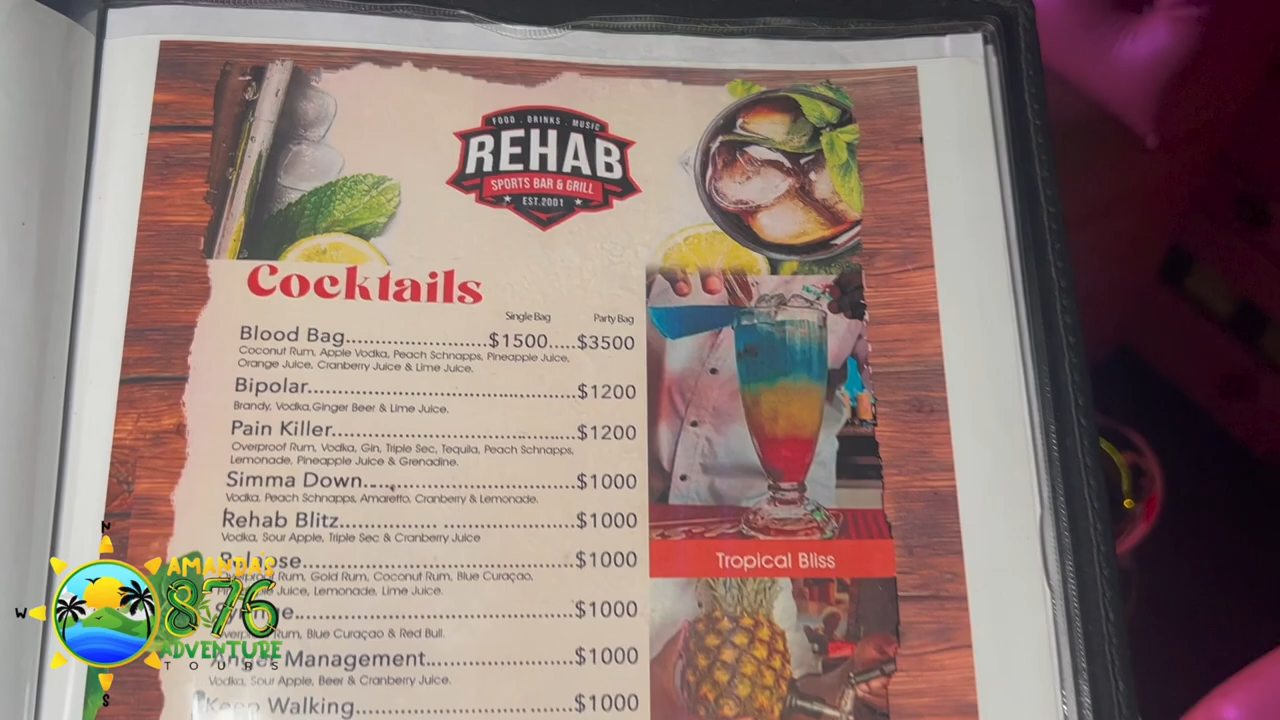 FOOD . DRINKS . MUSIC
REHAB
SPORTS BAR & GRILL
EST.2001
Cocktails
Single Bag Party Bag
Blood Bag........................$1500.....$3500
Coconut Rum, Apple Vodka, Peach Schnapps, Pineapple Juice,
Orange Juice, Cranberry Juice & Lime Juice.
Bipolar..............................................$1200
Brandy, Vodka,Ginger Beer & Lime Juice.
Pain Killer..........................................$1200
Overproof Rum, Vodka, Gin, Triple Sec, Tequila, Peach Schnapps,
Lemonade, Pineapple Juice & Grenadine.
Simma Down....................................$1000
Vodka, Peach Schnapps, Amaretto, Cranberry & Lemonade.
Rehab Blitz................. .......................$1000
Vodka, Sour Apple, Triple Sec & Cranberry Juice
..............................................$1000
Rum, Gold Rum, Coconut Rum, Blue Curaçao,
Juice, Lemonade, Lime Juice.
..............................................$1000
Rum, Blue Curaçao & Red Bull.
Anger Management.........................$1000
Vodka, Sour Apple, Beer & Cranberry Juice.
Keep Walking............................. .......$1000
Tropical Bliss
N
W
S
AMANDA'S
876
ADVENTURE
TOURS